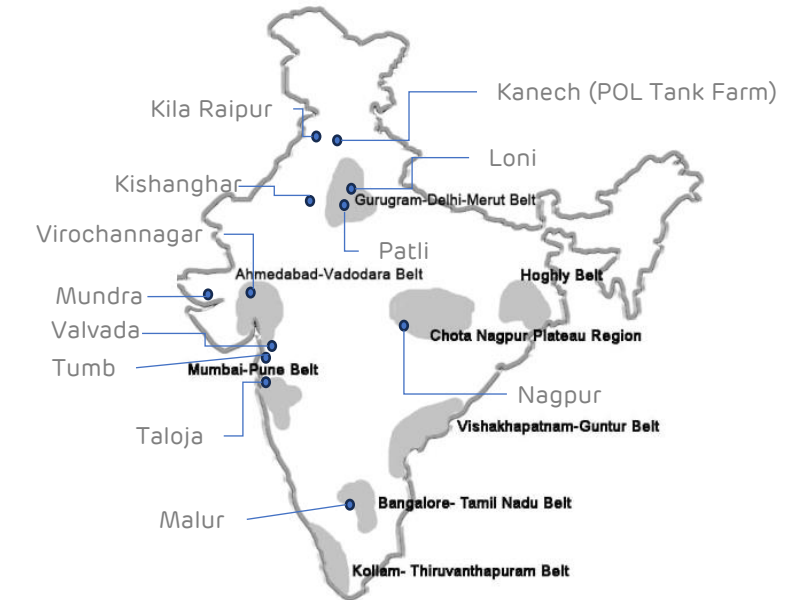 Kanech (POL Tank Farm)
Kila Raipur
Loni
Kishanghar
Gurugram-Delhi-Merut Belt
Virochannagar
Patli
Ahmedabad-Vadodara Belt
Hoghly Belt
Mundra
Valvada
Chota Nagpur Plateau Region
Tumb
Mumbai-Pune Belt
Nagpur
Vishakhapatnam-Guntur Belt
Taloja
Bangalore- Tamil Nadu Belt
Malur
Kollam- Thiruvanthapuram Belt